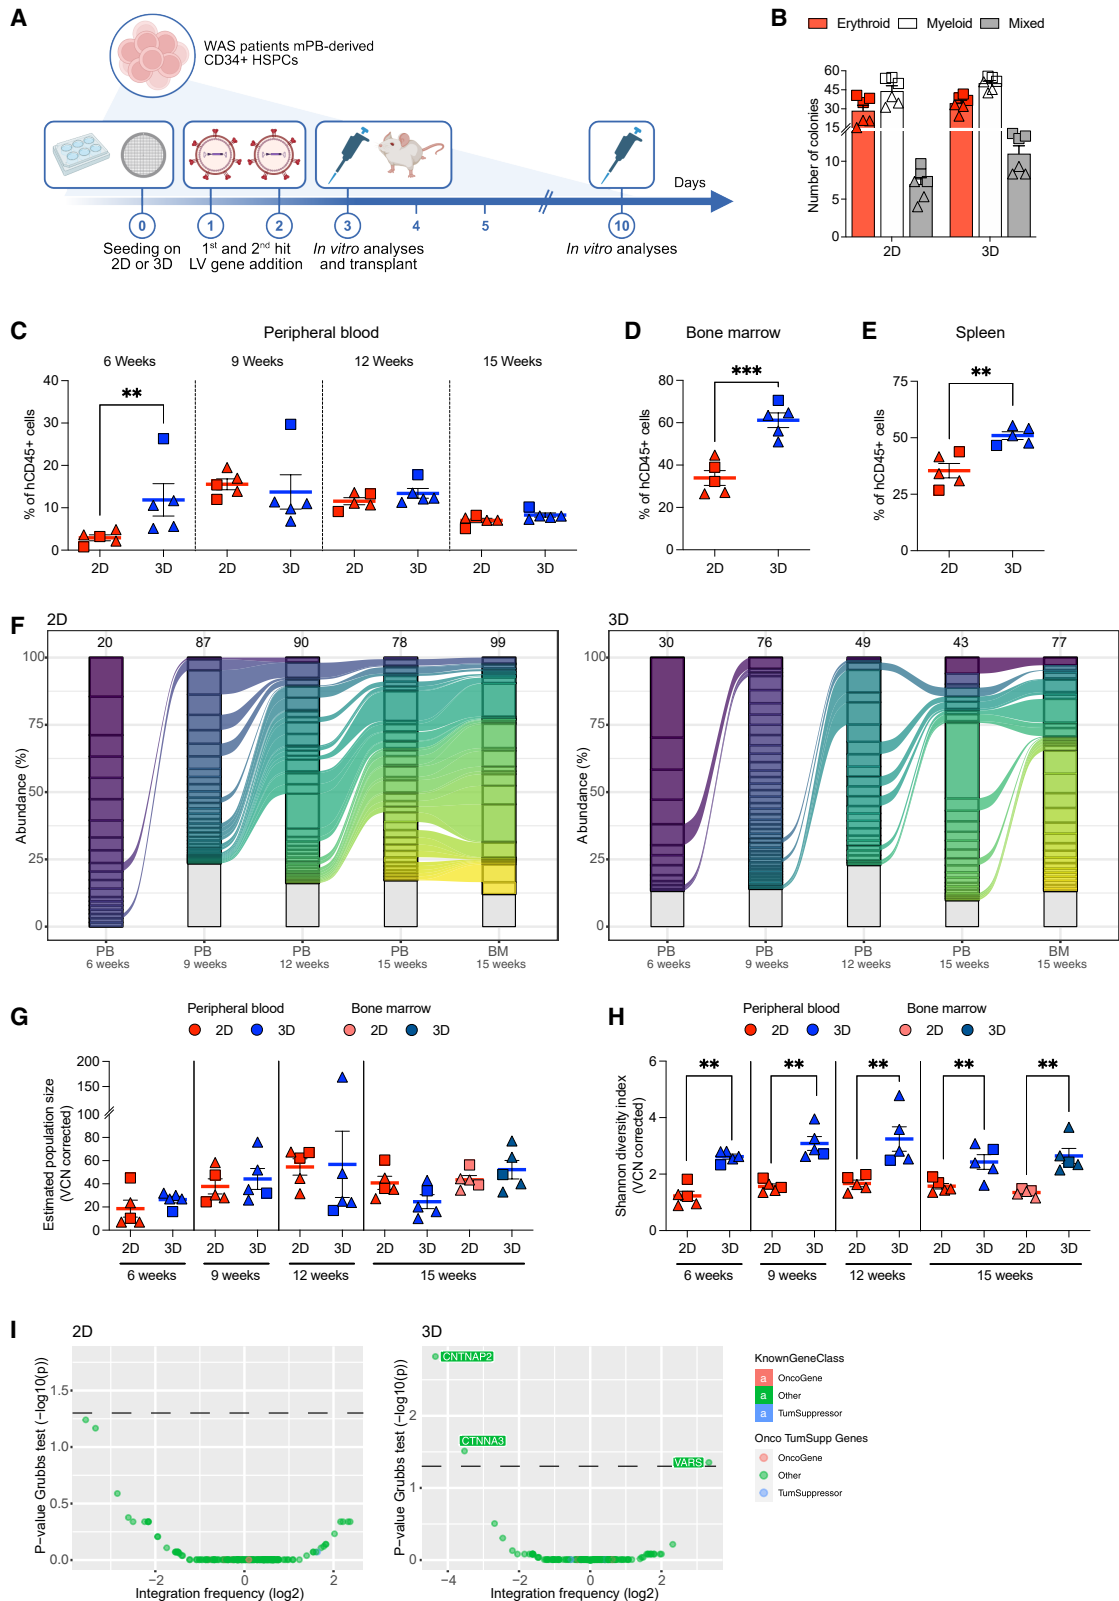 A
WAS patients mPB-derived
CD34+ HSPCs
Days
0
1
2
3
4
5
10
Seeding on
2D or 3D
1st and 2nd hit
LV gene addition
In vitro analyses
and transplant
In vitro analyses
B
Erythroid
Myeloid
Mixed
Number of colonies
60
45
30
15
10
5
0
2D
3D
C
Peripheral blood
6 Weeks
9 Weeks
12 Weeks
15 Weeks
% of hCD45+ cells
40
30
20
10
0
**
2D
3D
2D
3D
2D
3D
2D
3D
D
Bone marrow
% of hCD45+ cells
80
60
40
20
0
***
2D
3D
E
Spleen
% of hCD45+ cells
75
50
25
0
**
2D
3D
F
2D
20
87
90
78
99
Abundance (%)
100
75
50
25
0
PB
6 weeks
PB
9 weeks
PB
12 weeks
PB
15 weeks
BM
15 weeks
3D
30
76
49
43
77
Abundance (%)
100
75
50
25
0
PB
6 weeks
PB
9 weeks
PB
12 weeks
PB
15 weeks
BM
15 weeks
G
Peripheral blood
2D
3D
Bone marrow
2D
3D
Estimated population size
(VCN corrected)
200
150
100
80
60
40
20
0
2D
3D
2D
3D
2D
3D
2D
3D
2D
3D
6 weeks
9 weeks
12 weeks
15 weeks
H
Peripheral blood
2D
3D
Bone marrow
2D
3D
Shannon diversity index
(VCN corrected)
6
4
2
0
**
**
**
**
**
2D
3D
2D
3D
2D
3D
2D
3D
2D
3D
6 weeks
9 weeks
12 weeks
15 weeks
I
2D
P-value Grubbs test (-log10(p))
1.5
1.0
0.5
0.0
-2
0
2
Integration frequency (log2)
3D
P-value Grubbs test (-log10(p))
2
1
0
CNTNAP2
CTNNA3
VARS
-4
-2
0
2
Integration frequency (log2)
KnownGeneClass
a OncoGene
a Other
a TumSuppressor
Onco TumSupp Genes
OncoGene
Other
TumSuppressor